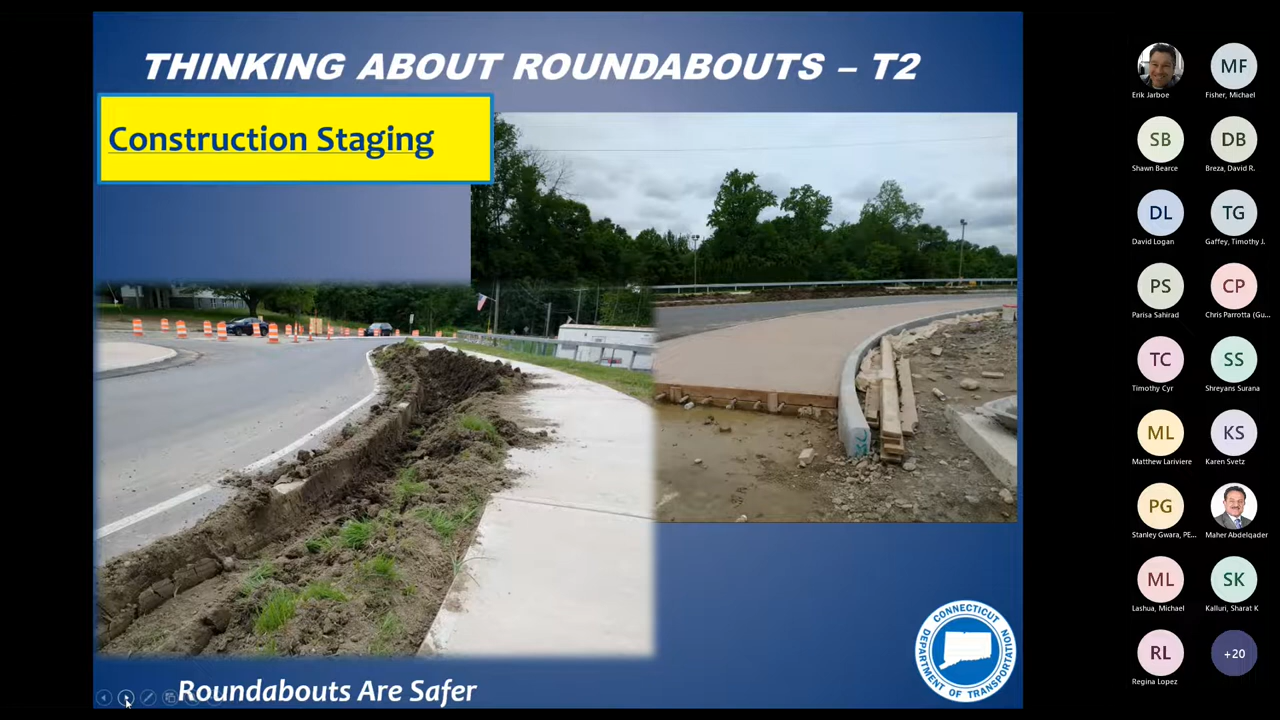 THINKING ABOUT ROUNDABOUTS – T2
Construction Staging
Roundabouts Are Safer
CONNECTICUT
DEPARTMENT OF TRANSPORTATION
Erik Jarboe
MF
Fisher, Michael
SB
Shawn Bearce
DB
Breza, David R.
DL
David Logan
TG
Gaffey, Timothy J.
PS
Parisa Sahirad
CP
Chris Parrotta (Gu...
TC
Timothy Cyr
SS
Shreyans Surana
ML
Matthew Lariviere
KS
Karen Svetz
PG
Stanley Gwara, PE...
Maher Abdelqader
ML
Lashua, Michael
SK
Kalluri, Sharat K
RL
Regina Lopez
+20